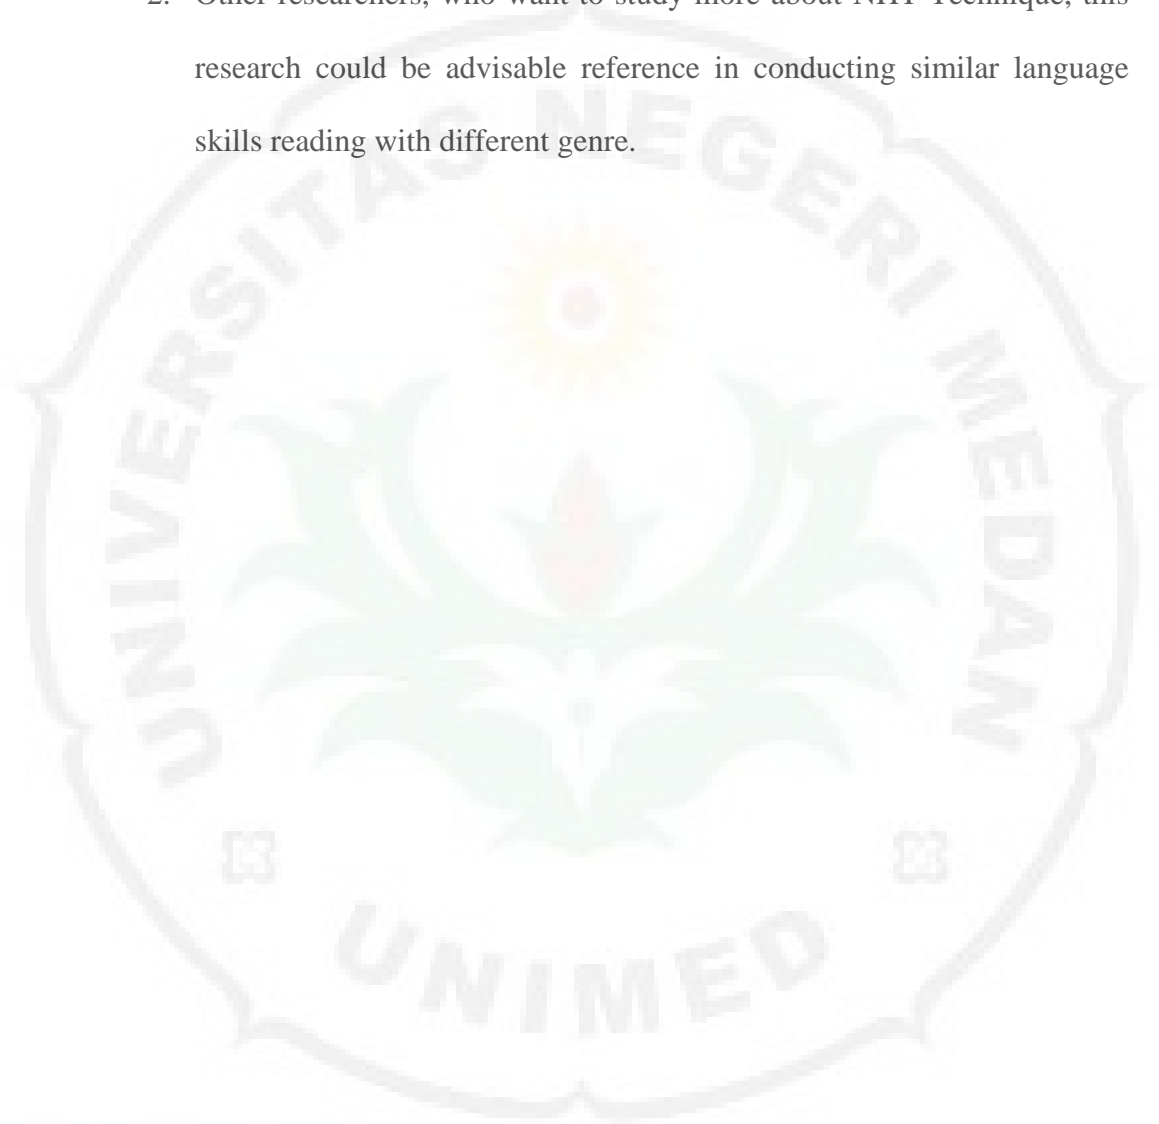 2. Other researchers, who want to study more about NHT Technique, this
research could be advisable reference in conducting similar language
skills reading with different genre.
UNIVERSITAS NEGERI MEDAN
UNIMED